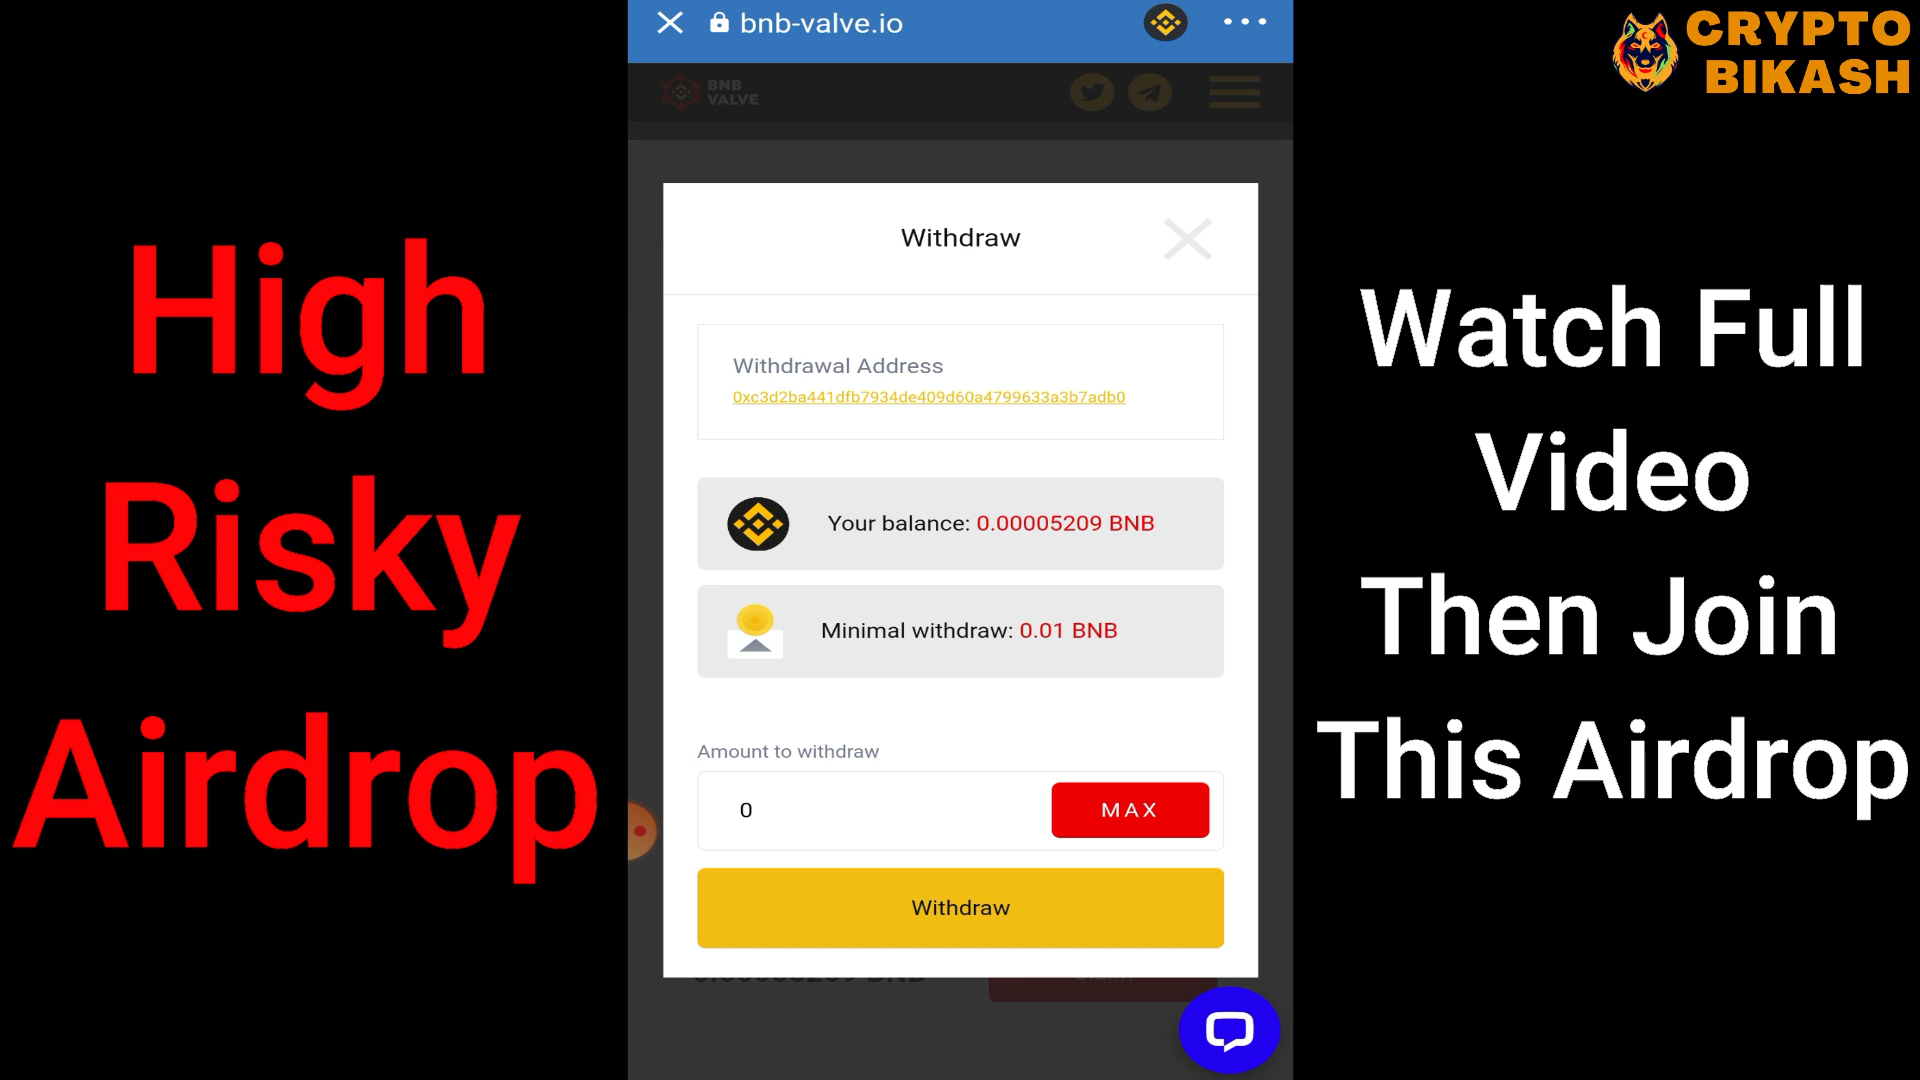 bnb-valve.io
CRYPTO
BIKASH
BNB
VALVE
High
Risky
Airdrop
Withdraw
Withdrawal Address
0xc3d2ba441dfb7934de409d60a4799633a3b7adb0
Your balance: 0.00005209 BNB
Minimal withdraw: 0.01 BNB
Amount to withdraw
0
MAX
Withdraw
Watch Full
Video
Then Join
This Airdrop